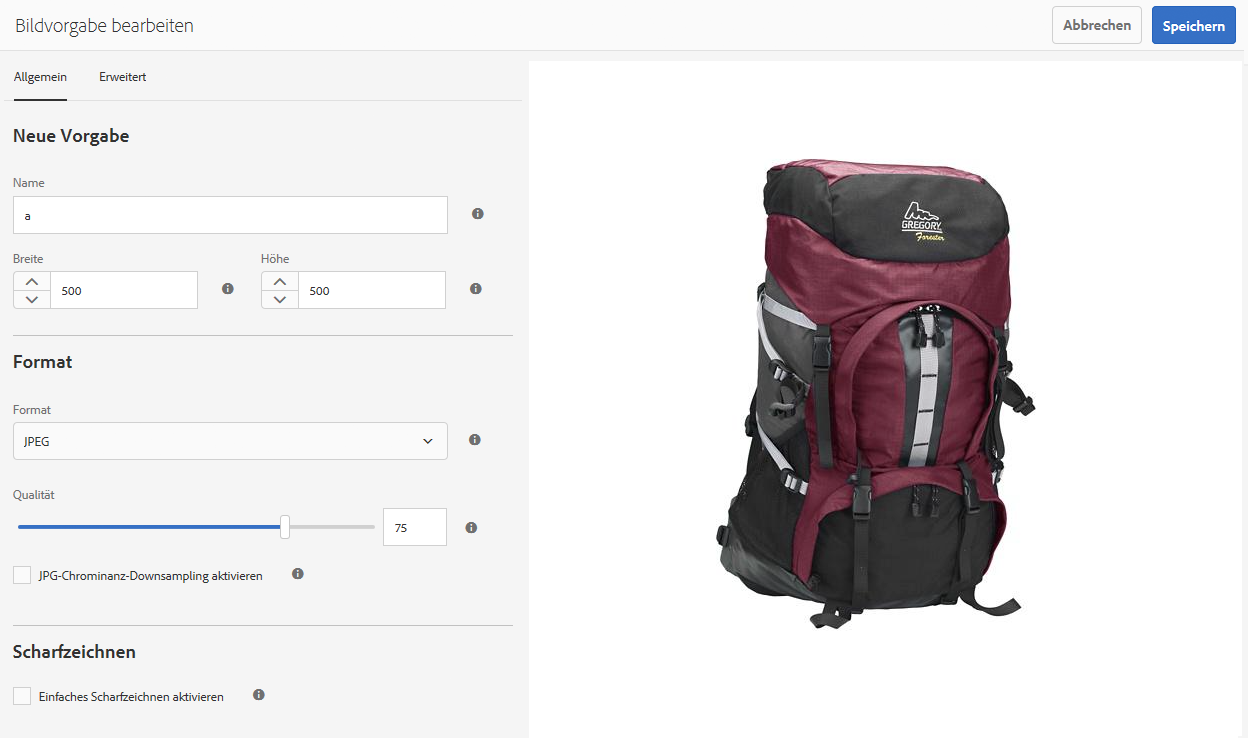 Bildvorgabe bearbeiten
Abbrechen
Speichern
Allgemein
Erweitert
Neue Vorgabe
Name
a
Breite
Höhe
500
500
Format
Format
JPEG
Qualität
75
JPG-Chrominanz-Downsampling aktivieren
Scharfzeichnen
Einfaches Scharfzeichnen aktivieren
GREGORY
Forester